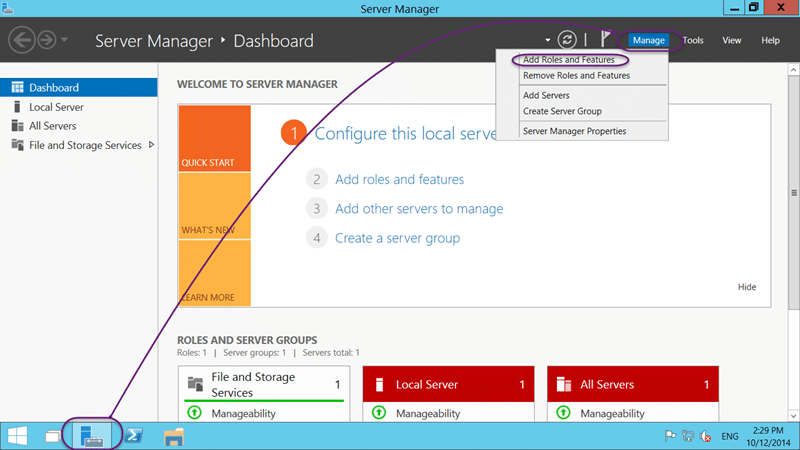 Server Manager
Server Manager ‣ Dashboard
Manage
Tools
View
Help
Add Roles and Features
Remove Roles and Features
Add Servers
Create Server Group
Server Manager Properties
Dashboard
Local Server
All Servers
File and Storage Services
WELCOME TO SERVER MANAGER
QUICK START
WHAT'S NEW
LEARN MORE
1 Configure this local serve
2 Add roles and features
3 Add other servers to manage
4 Create a server group
Hide
ROLES AND SERVER GROUPS
Roles: 1 | Server groups: 1 | Servers total: 1
File and Storage
Services
1
Manageability
Local Server 1
Manageability
All Servers 1
Manageability
ENG
2:29 PM
10/12/2014